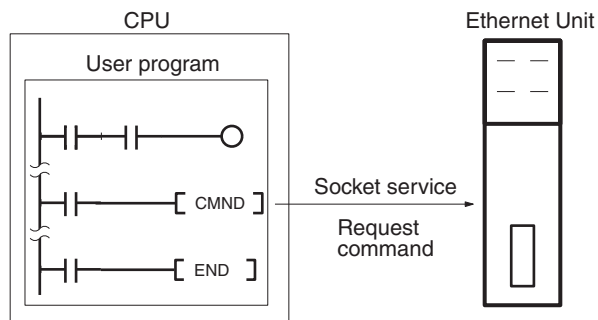 CPU
Ethernet Unit
User program
CMND
END
Socket service
Request
command